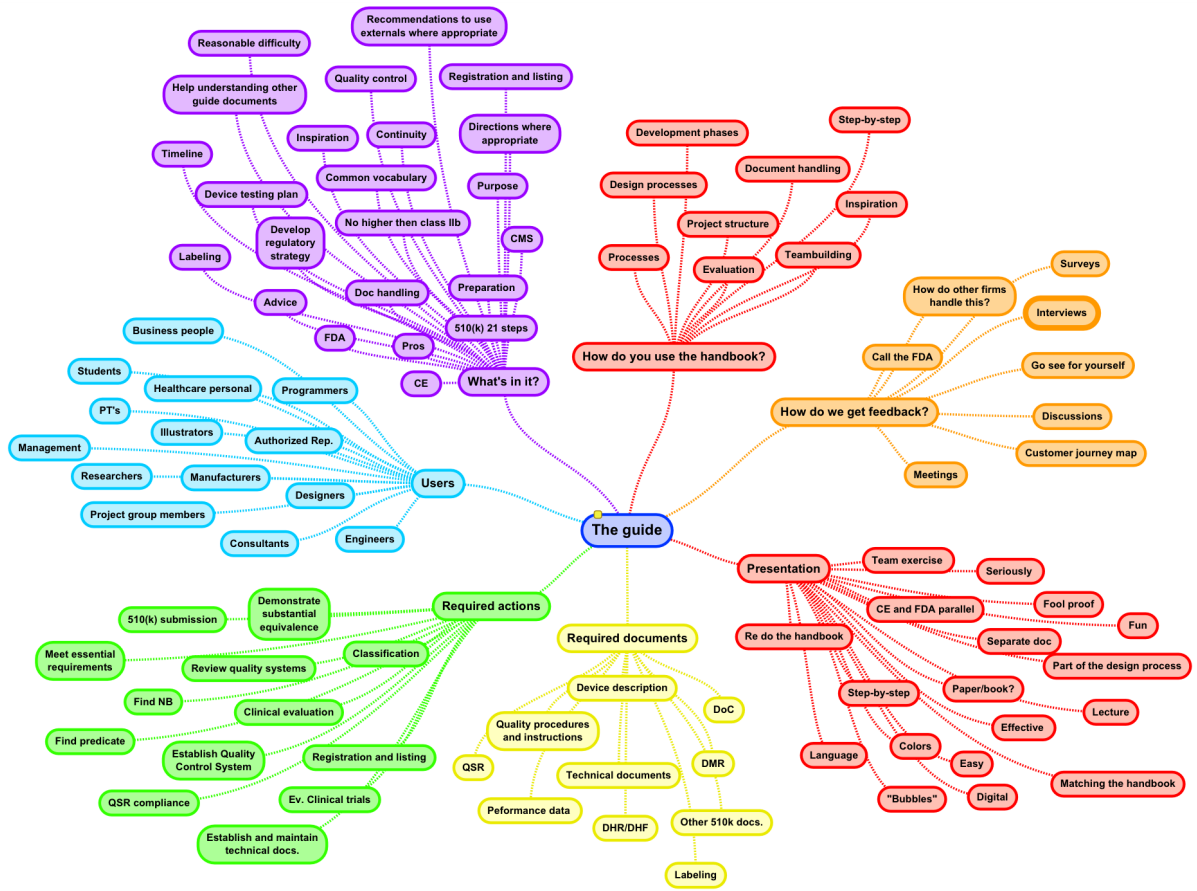 Recommendations to use
externals where appropriate
Reasonable difficulty
Help understanding other
guide documents
Quality control
Registration and listing
Inspiration
Continuity
Directions where
appropriate
Timeline
Common vocabulary
Device testing plan
Purpose
No higher then class IIb
Develop
regulatory
strategy
CMS
Labeling
Doc handling
Preparation
Advice
510(k) 21 steps
FDA
Pros
CE
What's in it?
Development phases
Step-by-step
Document handling
Design processes
Inspiration
Project structure
Processes
Evaluation
Teambuilding
How do you use the handbook?
Surveys
How do other firms
handle this?
Interviews
Call the FDA
Go see for yourself
How do we get feedback?
Discussions
Customer journey map
Meetings
Business people
Students
Healthcare personal
Programmers
PT's
Illustrators
Authorized Rep.
Management
Researchers
Manufacturers
Users
Designers
Project group members
Consultants
Engineers
The guide
Required actions
Demonstrate
substantial
equivalence
510(k) submission
Meet essential
requirements
Classification
Review quality systems
Find NB
Clinical evaluation
Find predicate
Establish Quality
Control System
Registration and listing
QSR compliance
Ev. Clinical trials
Establish and maintain
technical docs.
Required documents
Device description
DoC
Quality procedures
and instructions
QSR
Technical documents
DMR
Peformance data
DHR/DHF
Other 510k docs.
Labeling
Presentation
Team exercise
Seriously
CE and FDA parallel
Fool proof
Fun
Re do the handbook
Separate doc
Part of the design process
Step-by-step
Paper/book?
Lecture
Effective
Language
Colors
Easy
Matching the handbook
"Bubbles"
Digital